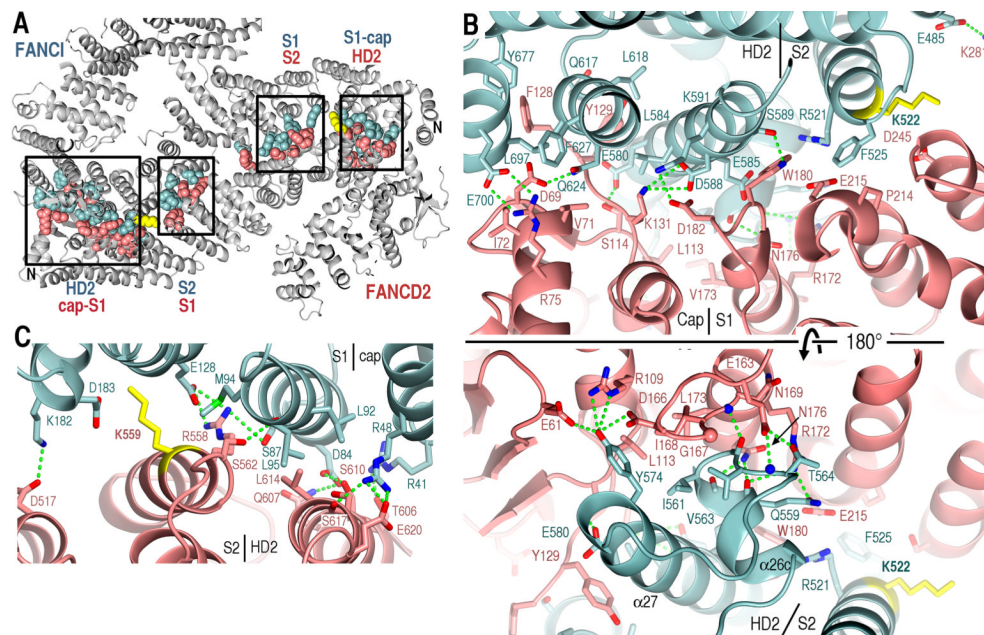 A
FANCI
S1
S2
S1-cap
HD2
N
N
HD2
cap-S1
S2
S1
FANCD2
B
HD2 S2
E485
K281
Y677
Q617
L618
F128
Y129
L584
K591
S589
R521
K522
D245
F627
E580
E585
F525
L697
W180
Q624
D588
E215
P214
E700
D69
V71
K131
D182
I72
S114
L113
N176
R75
V173
R172
Cap S1
180°
C
S1 cap
E128
M94
D183
L92
K182
K559
R558
R48
S87
S562
L95
D84
S610
L614
R41
D517
Q607
T606
S617
E620
S2 HD2
E163
R109
D166
L173
N169
E61
N176
I168
R172
G167
L113
Y574
T564
I561
V563
Q559
E215
E580
W180
F525
Y129
K522
α26c
R521
α27
HD2 S2